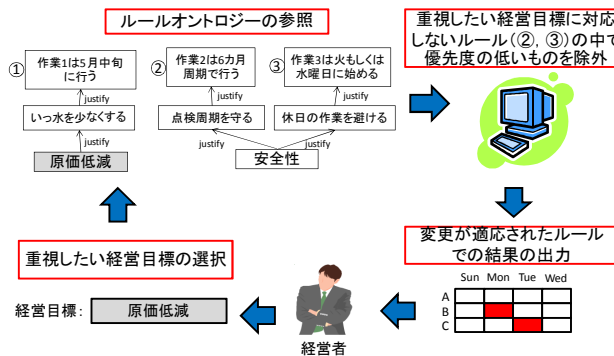 ルールオントロジーの参照
重視したい経営目標に対応
しないルール(②, ③)の中で
優先度の低いものを除外
①
作業1は5月中旬
に行う
②
作業2は6カ月
周期で行う
③
作業3は火もしくは
水曜日に始める
justify
justify
justify
いっ水を少なくする
点検周期を守る
休日の作業を避ける
justify
justify
justify
原価低減
安全性
変更が適応されたルール
での結果の出力
重視したい経営目標の選択
Sun Mon Tue Wed
A
B
C
経営目標:
原価低減
経営者